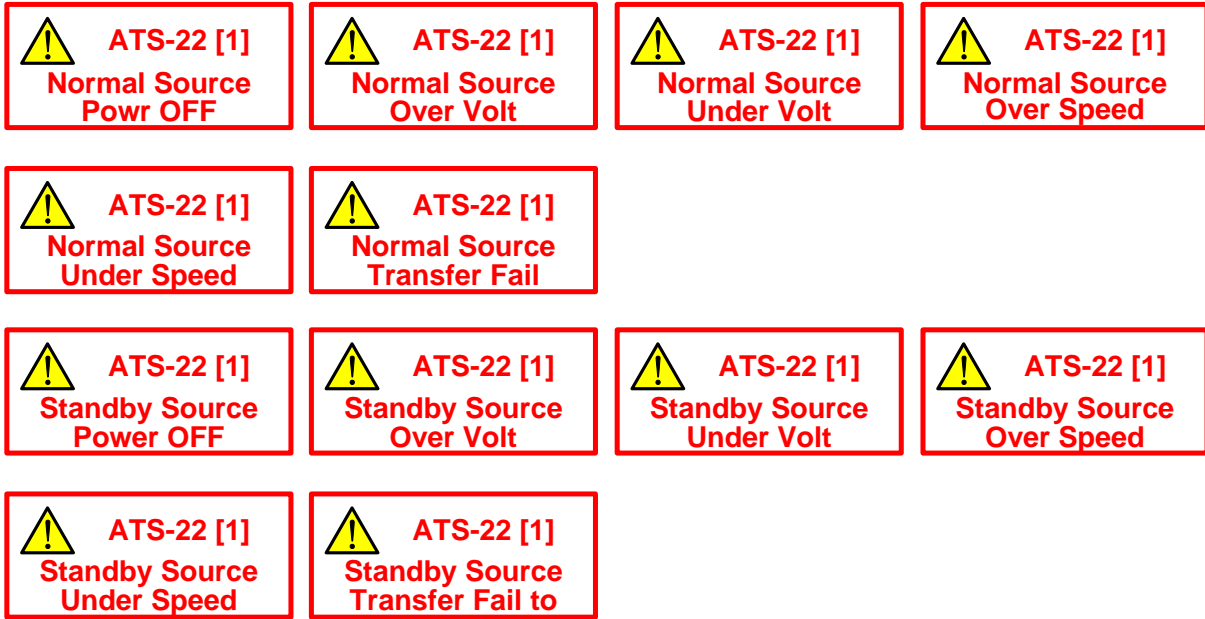 ATS-22 [1]
Normal Source
Powr OFF
ATS-22 [1]
Normal Source
Over Volt
ATS-22 [1]
Normal Source
Under Volt
ATS-22 [1]
Normal Source
Over Speed
ATS-22 [1]
Normal Source
Under Speed
ATS-22 [1]
Normal Source
Transfer Fail
ATS-22 [1]
Standby Source
Power OFF
ATS-22 [1]
Standby Source
Over Volt
ATS-22 [1]
Standby Source
Under Volt
ATS-22 [1]
Standby Source
Over Speed
ATS-22 [1]
Standby Source
Under Speed
ATS-22 [1]
Standby Source
Transfer Fail to